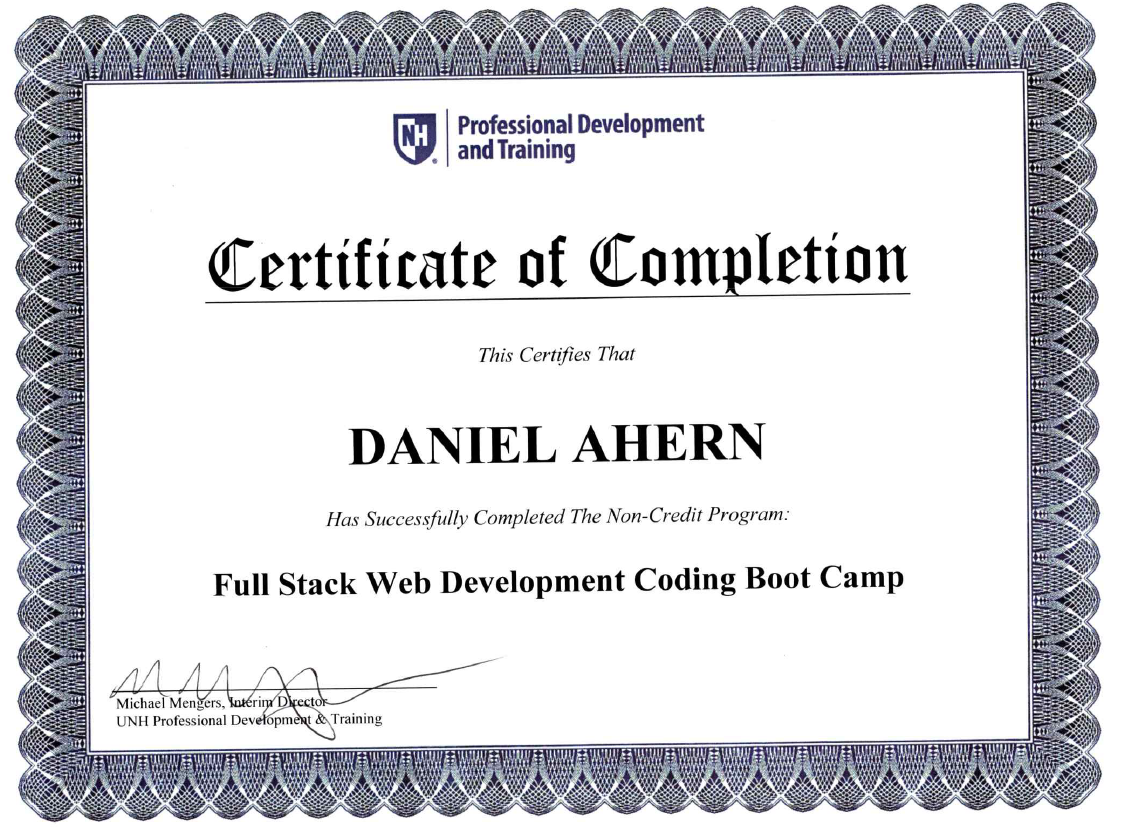 NH
Professional Development
and Training
Certificate of Completion
This Certifies That
DANIEL AHERN
Has Successfully Completed The Non-Credit Program:
Full Stack Web Development Coding Boot Camp
Michael Mengers, Interim Director
UNH Professional Development & Training